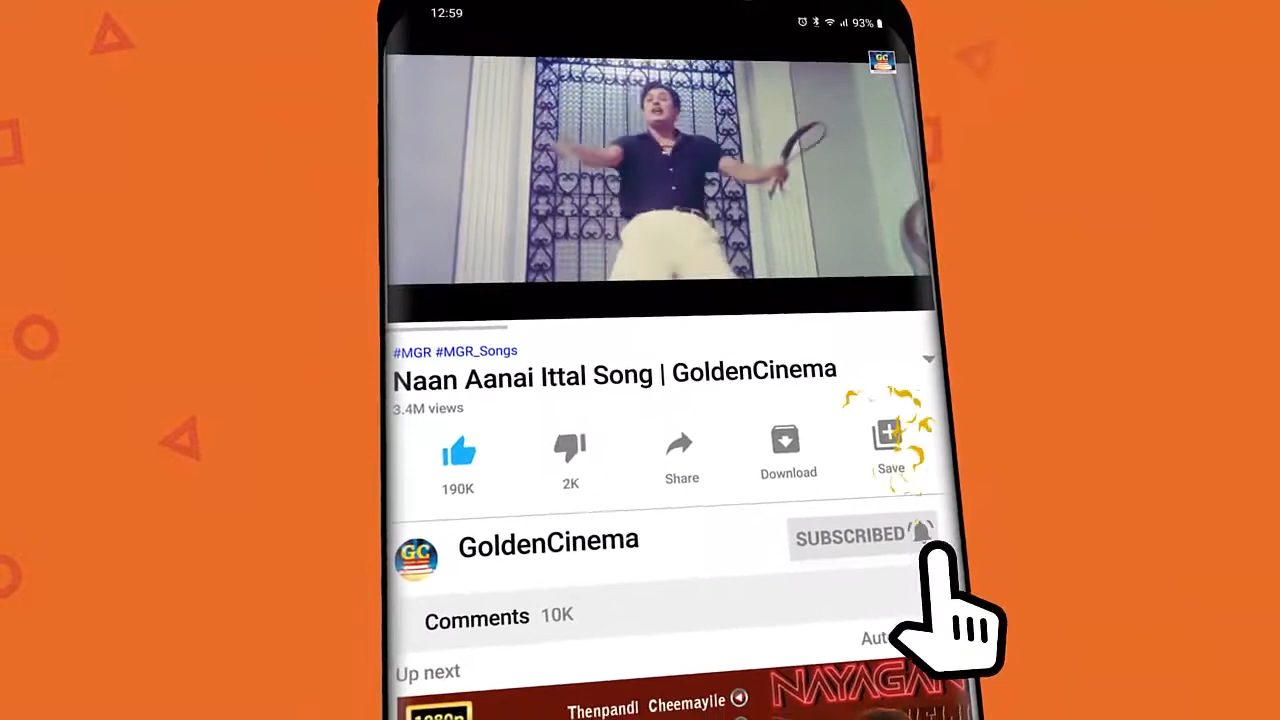 12:59
93%
GC
#MGR #MGR_Songs
Naan Aanai Ittal Song | GoldenCinema
3.4M views
190K
2K
Share
Download
Save
GC
GoldenCinema
SUBSCRIBED
Comments 10K
Up next
1080p
Thenpandi Cheemayile
NAYAGAN